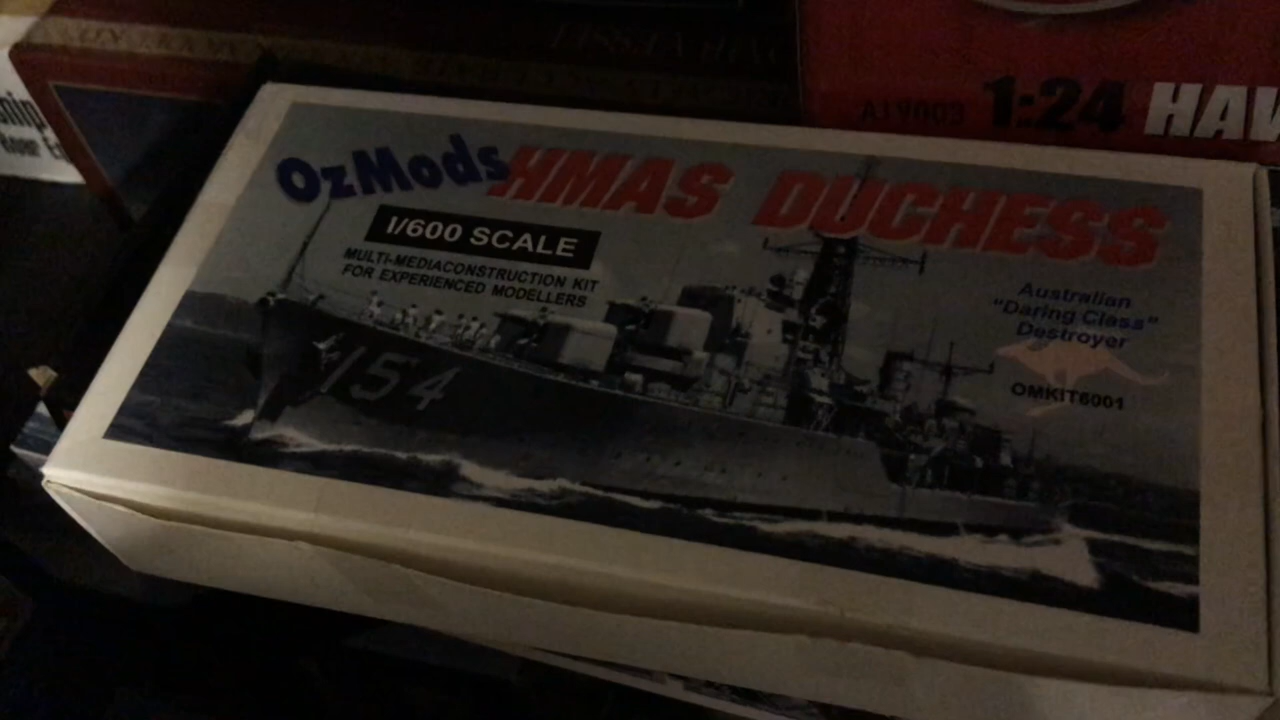 OzMods HMAS DUCHESS
1/600 SCALE
MULTI-MEDIACONSTRUCTION KIT
FOR EXPERIENCED MODELLERS
Australian
"Daring Class"
Destroyer
OMKIT6001
154
A19003 1:24 HAW